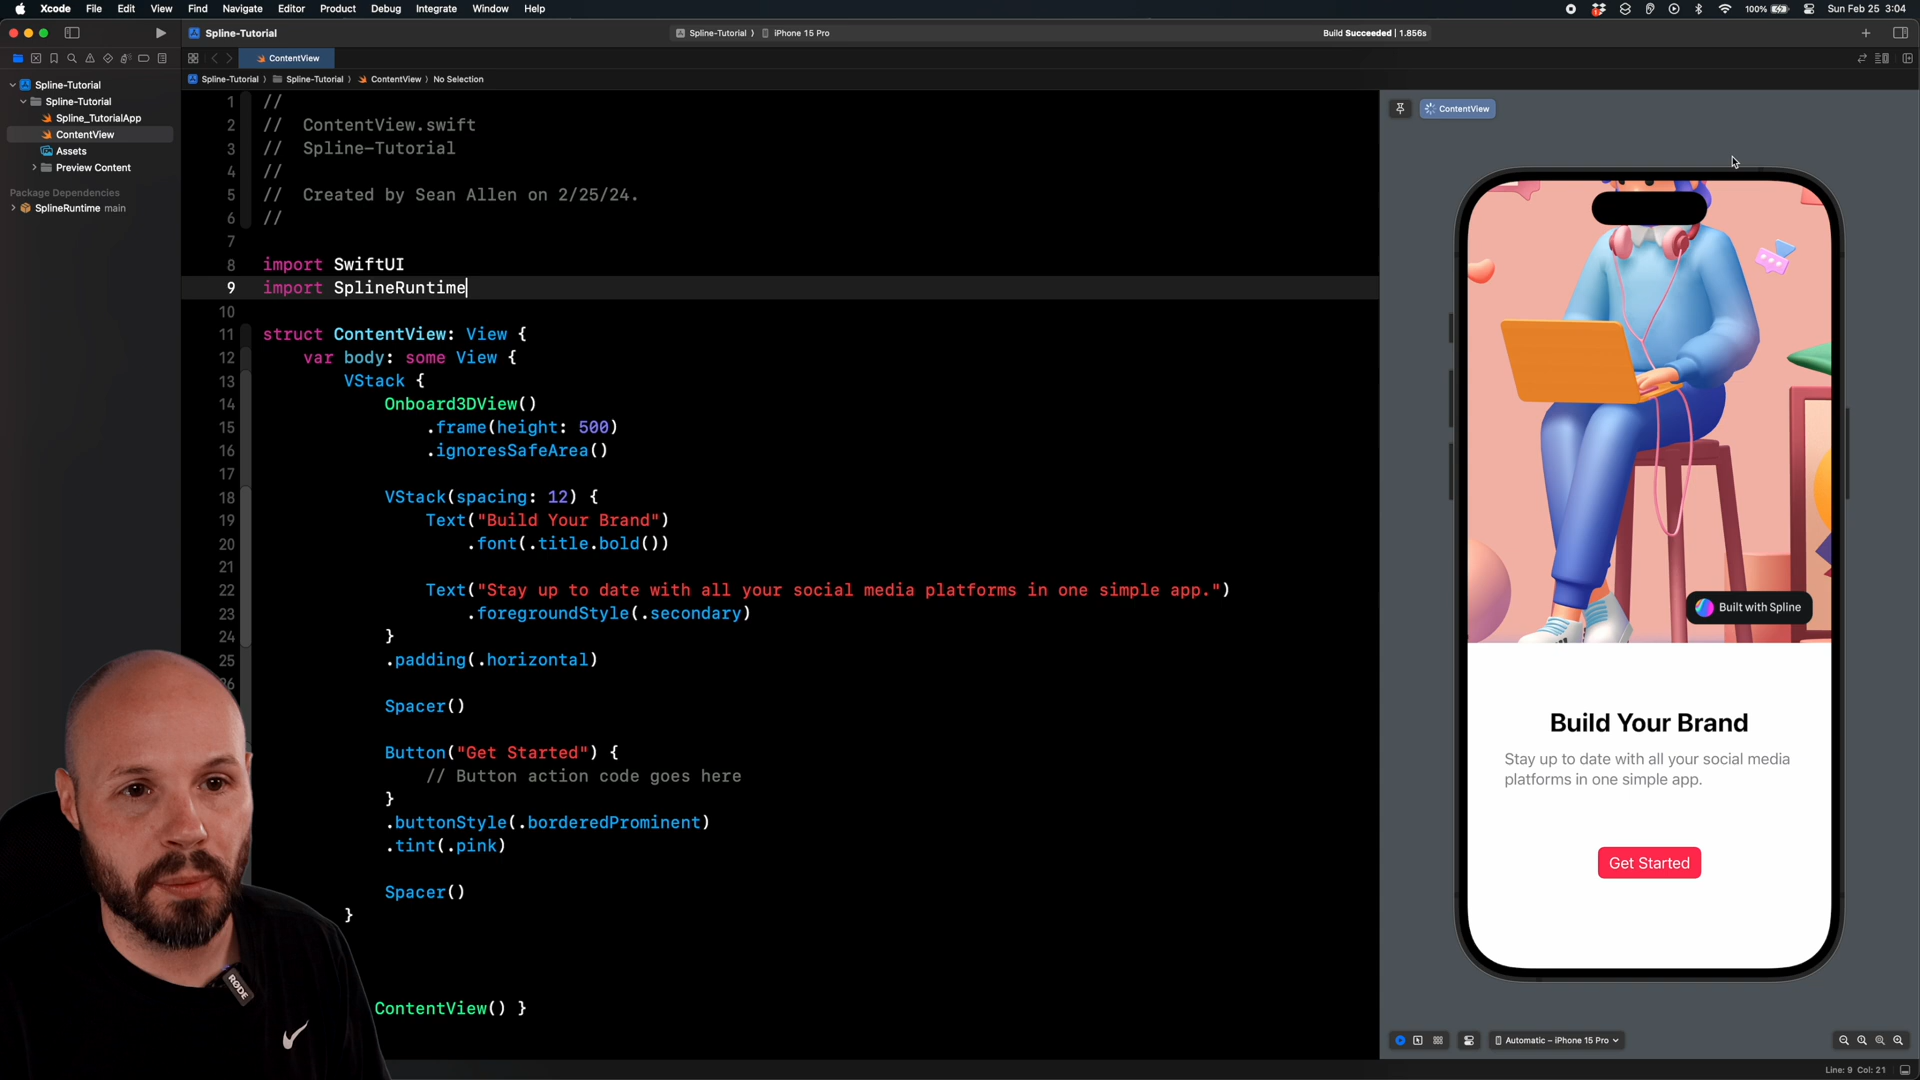 Xcode File Edit View Find Navigate Editor Product Debug Integrate Window Help 100% Sun Feb 25 3:04
Spline-Tutorial Spline-Tutorial 〉 iPhone 15 Pro Build Succeeded | 1.856s
ContentView
Spline-Tutorial 〉 Spline-Tutorial 〉 ContentView 〉 No Selection
Spline-Tutorial
Spline-Tutorial
Spline_TutorialApp
ContentView
Assets
Preview Content
Package Dependencies
SplineRuntime main
1 //
2 // ContentView.swift
3 // Spline-Tutorial
4 //
5 // Created by Sean Allen on 2/25/24.
6 //
7
8 import SwiftUI
9 import SplineRuntime
10
11 struct ContentView: View {
12 var body: some View {
13 VStack {
14 Onboard3DView()
15 .frame(height: 500)
16 .ignoresSafeArea()
17
18 VStack(spacing: 12) {
19 Text("Build Your Brand")
20 .font(.title.bold())
21
22 Text("Stay up to date with all your social media platforms in one simple app.")
23 .foregroundStyle(.secondary)
24 }
25 .padding(.horizontal)
26
Spacer()
Button("Get Started") {
// Button action code goes here
}
.buttonStyle(.borderedProminent)
.tint(.pink)
Spacer()
}
ContentView() }
RØDE
ContentView
Built with Spline
Build Your Brand
Stay up to date with all your social media
platforms in one simple app.
Get Started
Automatic – iPhone 15 Pro
Line: 9 Col: 21